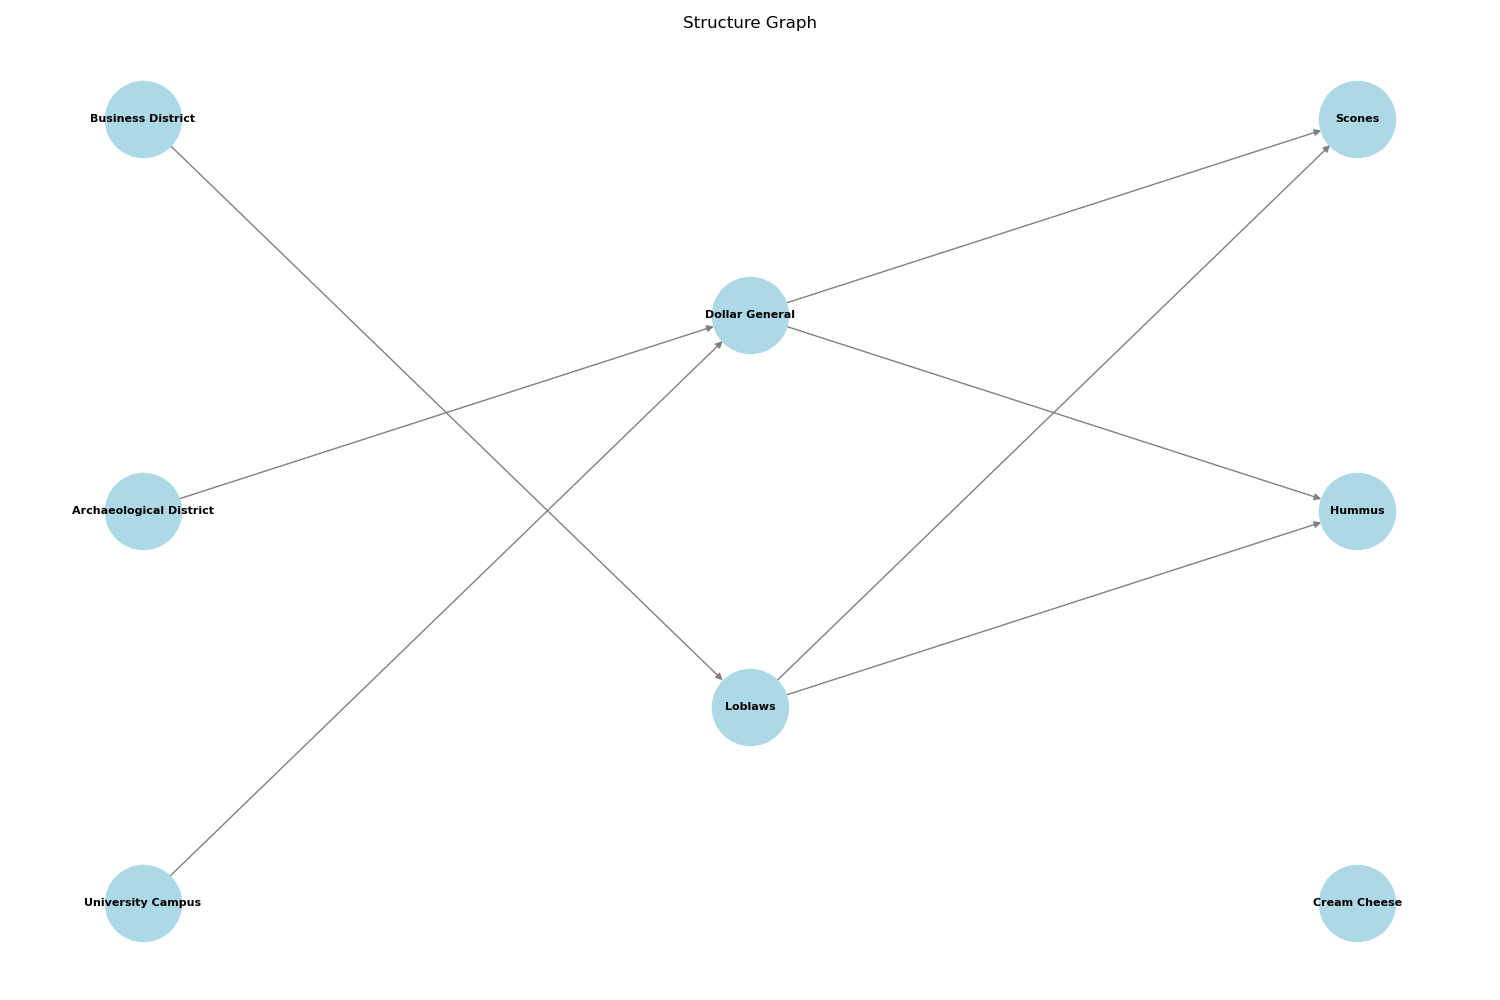 Structure Graph
Business District
Scones
Dollar General
Archaeological District
Hummus
Loblaws
University Campus
Cream Cheese